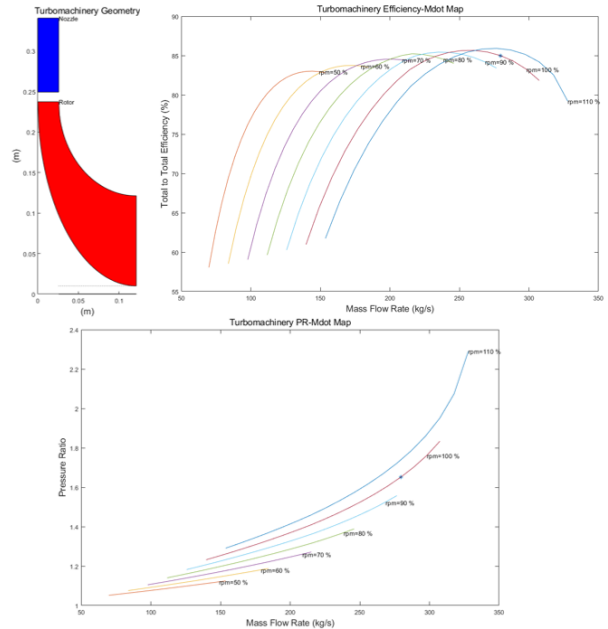 Turbomachinery Geometry
Nozzle
Rotor
0.3
0.25
0.2
0.15
0.1
0.05
0
(m)
0
0.05
0.1
(m)
Turbomachinery Efficiency-Mdot Map
90
85
80
75
70
65
60
55
Total to Total Efficiency (%)
rpm=50 %
rpm=60 %
rpm=70 %
rpm=80 %
rpm=90 %
rpm=100 %
rpm=110 %
50
100
150
200
250
300
350
Mass Flow Rate (kg/s)
Turbomachinery PR-Mdot Map
2.4
2.2
2
1.8
1.6
1.4
1.2
1
Pressure Ratio
rpm=110 %
rpm=100 %
rpm=90 %
rpm=80 %
rpm=70 %
rpm=60 %
rpm=50 %
50
100
150
200
250
300
350
Mass Flow Rate (kg/s)